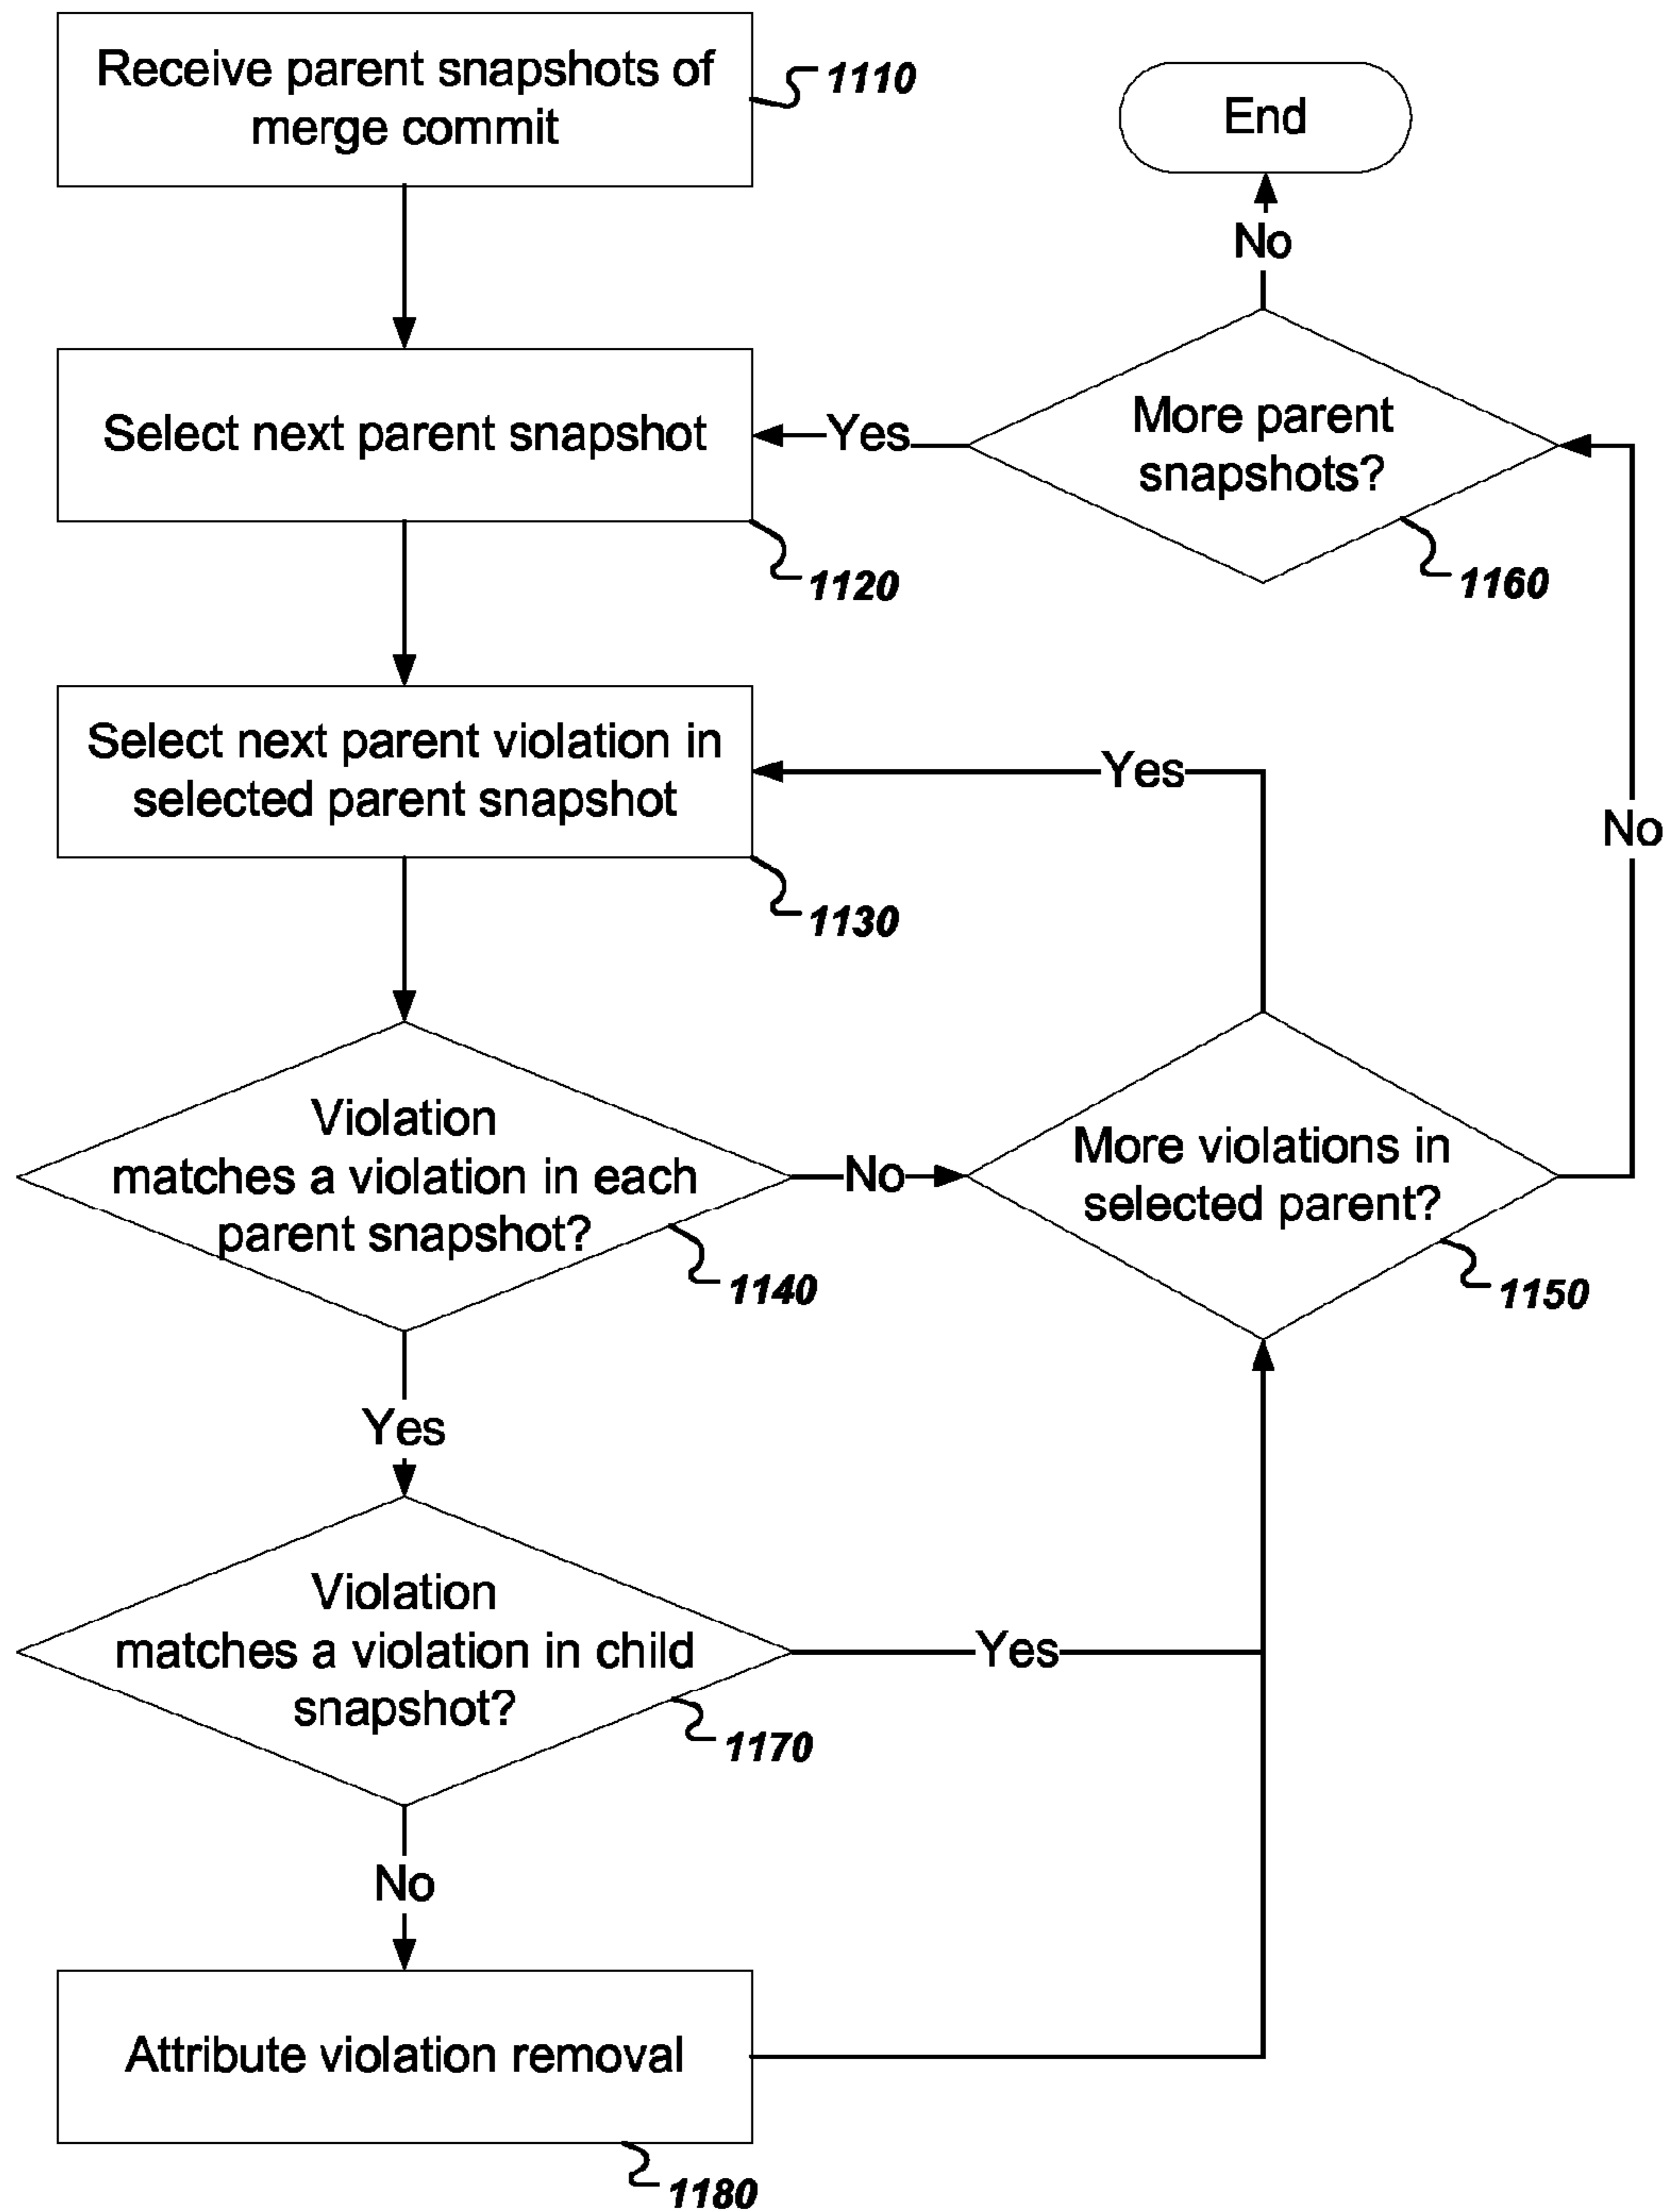 Receive parent snapshots of
merge commit
1110
End
No
Select next parent snapshot
Yes
More parent
snapshots?
1120
1160
Select next parent violation in
selected parent snapshot
Yes
No
1130
Violation
matches a violation in each
parent snapshot?
No
More violations in
selected parent?
1140
1150
Yes
Violation
matches a violation in child
snapshot?
Yes
1170
No
Attribute violation removal
1180